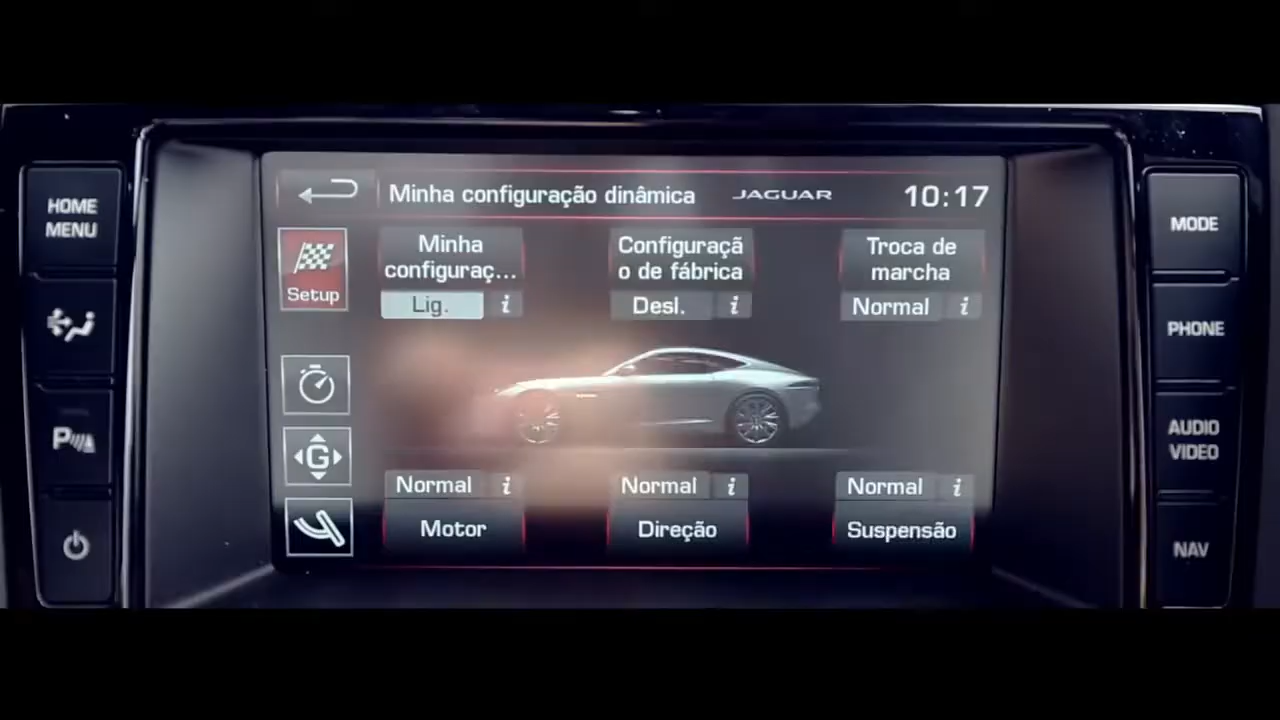 HOME
MENU
Minha configuração dinâmica
JAGUAR
10:17
MODE
Setup
Minha
configuraç...
Lig.
i
Configuraçã
o de fábrica
Desl.
i
Troca de
marcha
Normal
i
PHONE
G
P
AUDIO
VIDEO
Normal
i
Motor
Normal
i
Direção
Normal
i
Suspensão
NAV